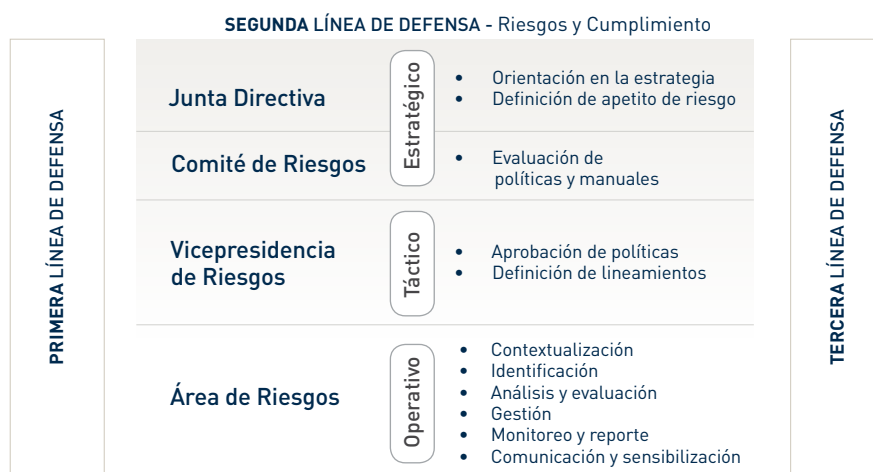 SEGUNDA LÍNEA DE DEFENSA - Riesgos y Cumplimiento
PRIMERA LÍNEA DE DEFENSA
Junta Directiva
Estratégico
• Orientación en la estrategia
• Definición de apetito de riesgo
Comité de Riesgos
• Evaluación de
políticas y manuales
Vicepresidencia
de Riesgos
Táctico
• Aprobación de políticas
• Definición de lineamientos
Área de Riesgos
Operativo
• Contextualización
• Identificación
• Análisis y evaluación
• Gestión
• Monitoreo y reporte
• Comunicación y sensibilización
TERCERA LÍNEA DE DEFENSA